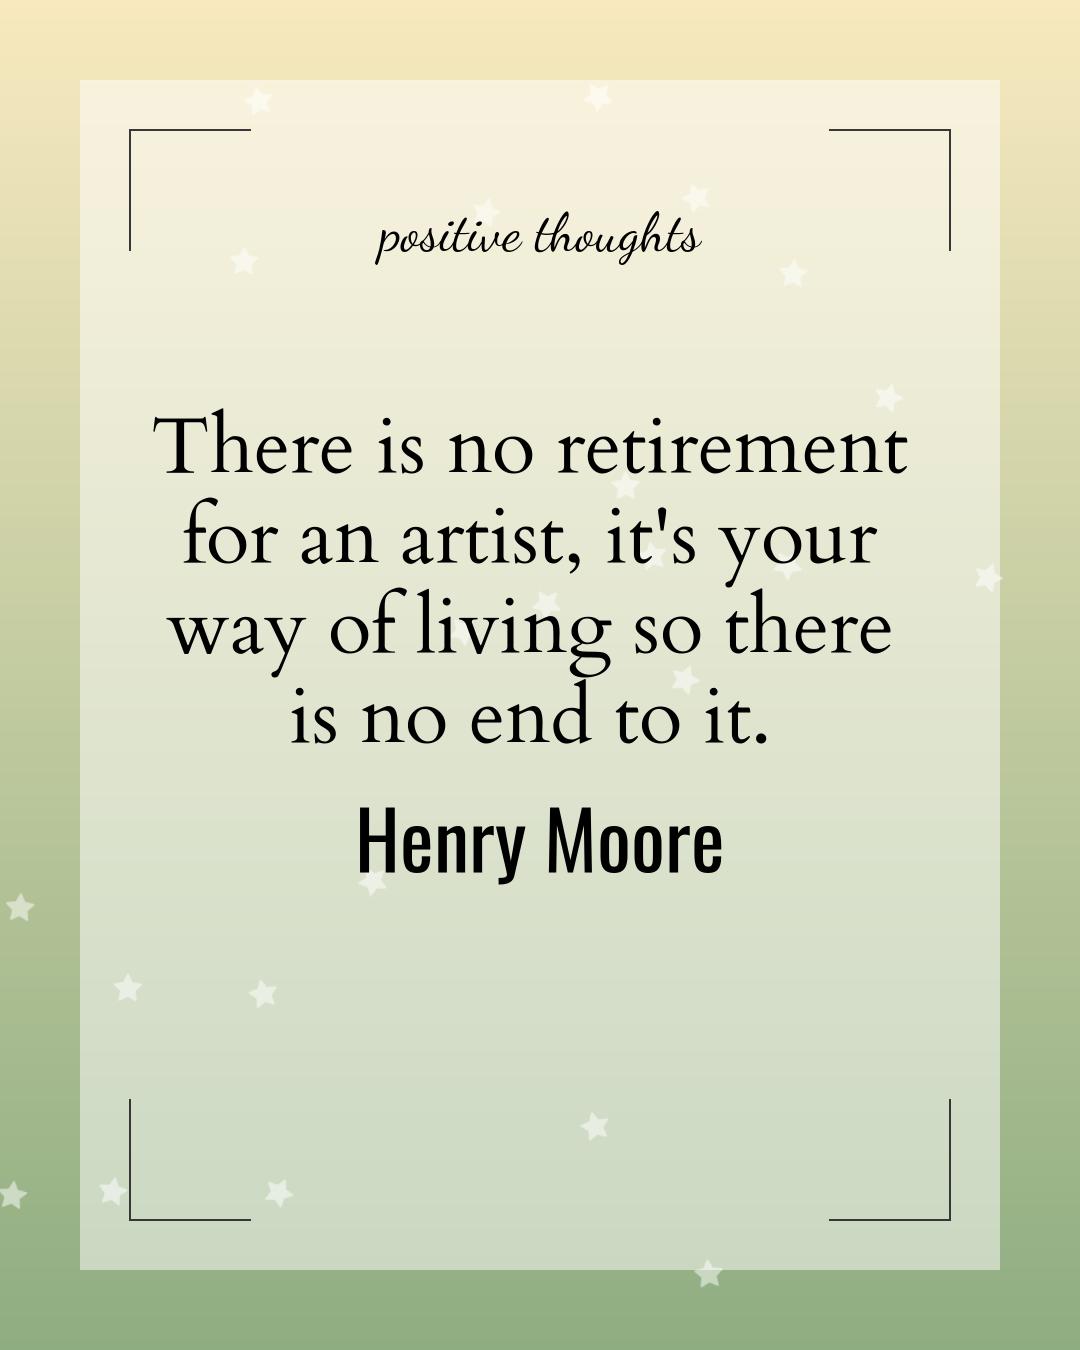 positive thoughts
There is no retirement
for an artist, it's your
way of living so there
is no end to it.
Henry Moore